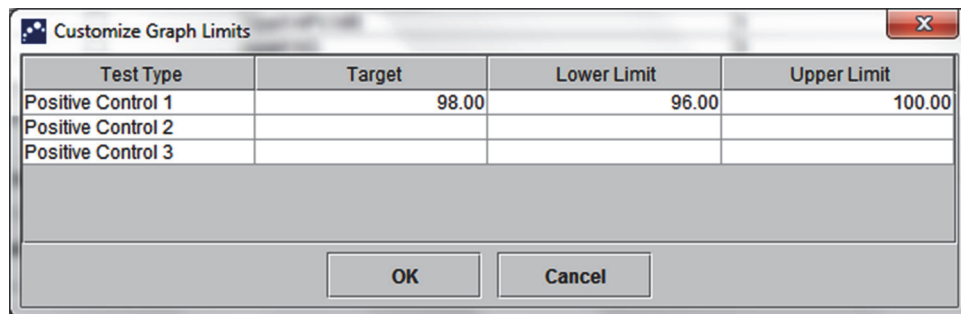 Customize Graph Limits
Test Type Target Lower Limit Upper Limit
Positive Control 1 98.00 96.00 100.00
Positive Control 2
Positive Control 3
OK Cancel